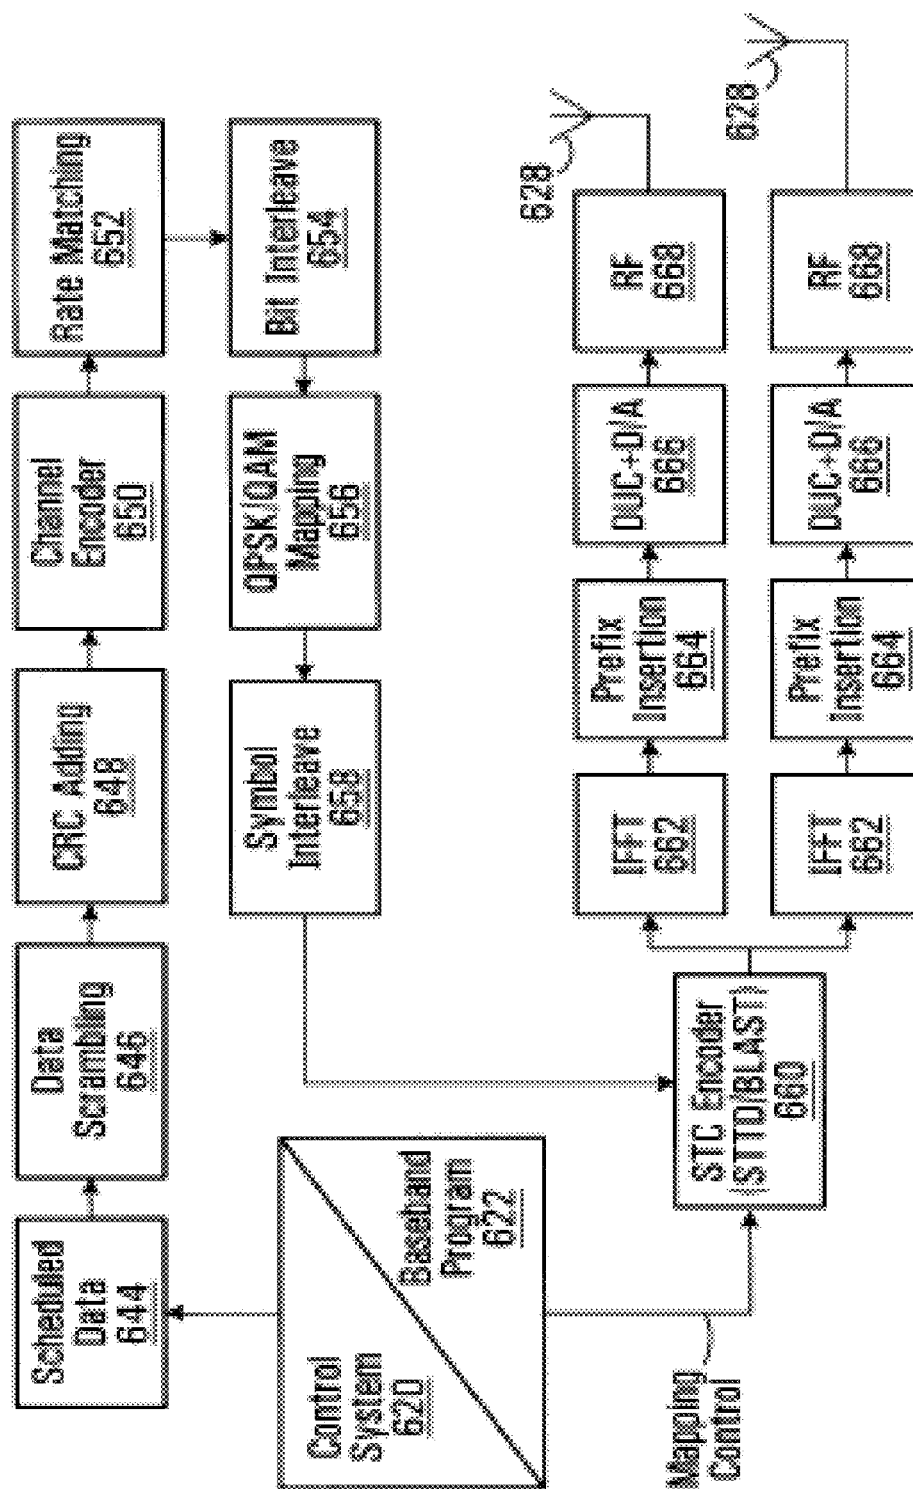 Scheduled
Data
644
Data
Scrambling
646
CRC Adding
648
Channel
Encoder
650
Rate Matching
652
Bit Interleave
654
QPSK/QAM
Mapping
656
Symbol
Interleave
658
Control
System
620
Baseband
Program
622
Mapping
Control
STC Encoder
(STTD/BLAST)
660
IFFT
662
Prefix
Insertion
664
DUC+D/A
666
RF
668
628
IFFT
662
Prefix
Insertion
664
DUC+D/A
666
RF
668
628